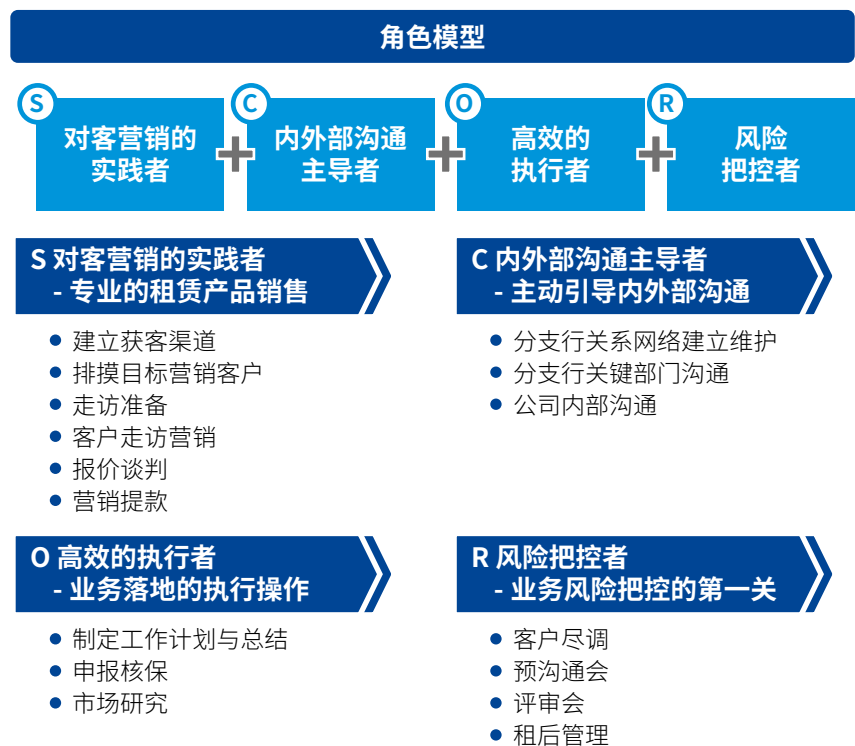 角色模型
S
对客营销的
实践者
C
内外部沟通
主导者
O
高效的
执行者
R
风险
把控者
S 对客营销的实践者
- 专业的租赁产品销售
建立获客渠道
排摸目标营销客户
走访准备
客户走访营销
报价谈判
营销提款
C 内外部沟通主导者
- 主动引导内外部沟通
分支行关系网络建立维护
分支行关键部门沟通
公司内部沟通
O 高效的执行者
- 业务落地的执行操作
制定工作计划与总结
申报核保
市场研究
R 风险把控者
- 业务风险把控的第一关
客户尽调
预沟通会
评审会
租后管理